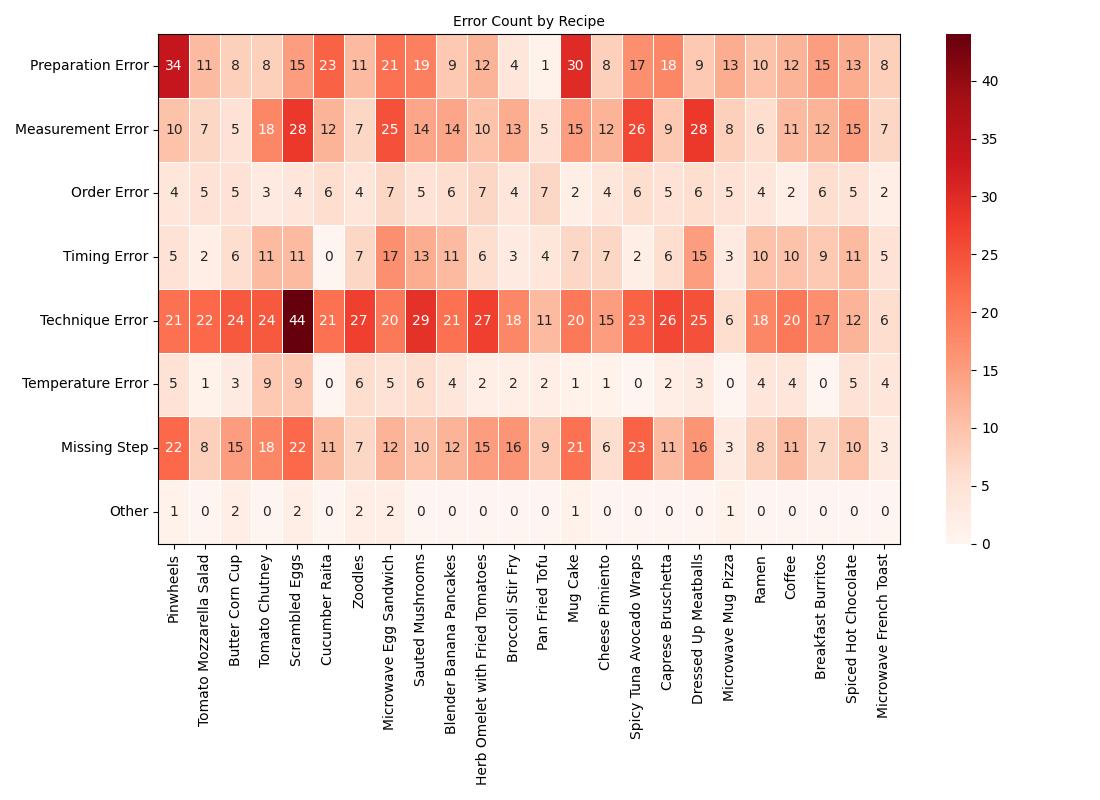 Error Count by Recipe
Preparation Error 34 11 8 8 15 23 11 21 19 9 12 4 1 30 8 17 18 9 13 10 12 15 13 8
Measurement Error 10 7 5 18 28 12 7 25 14 14 10 13 5 15 12 26 9 28 8 6 11 12 15 7
Order Error 4 5 5 3 4 6 4 7 5 6 7 4 7 2 4 6 5 6 5 4 2 6 5 2
Timing Error 5 2 6 11 11 0 7 17 13 11 6 3 4 7 7 2 6 15 3 10 10 9 11 5
Technique Error 21 22 24 24 44 21 27 20 29 21 27 18 11 20 15 23 26 25 6 18 20 17 12 6
Temperature Error 5 1 3 9 9 0 6 5 6 4 2 2 2 1 1 0 2 3 0 4 4 0 5 4
Missing Step 22 8 15 18 22 11 7 12 10 12 15 16 9 21 6 23 11 16 3 8 11 7 10 3
Other 1 0 2 0 2 0 2 2 0 0 0 0 0 1 0 0 0 0 1 0 0 0 0 0
Pinwheels
Tomato Mozzarella Salad
Butter Corn Cup
Tomato Chutney
Scrambled Eggs
Cucumber Raita
Zoodles
Microwave Egg Sandwich
Sauted Mushrooms
Blender Banana Pancakes
Herb Omelet with Fried Tomatoes
Broccoli Stir Fry
Pan Fried Tofu
Mug Cake
Cheese Pimiento
Spicy Tuna Avocado Wraps
Caprese Bruschetta
Dressed Up Meatballs
Microwave Mug Pizza
Ramen
Coffee
Breakfast Burritos
Spiced Hot Chocolate
Microwave French Toast
40
35
30
25
20
15
10
5
0